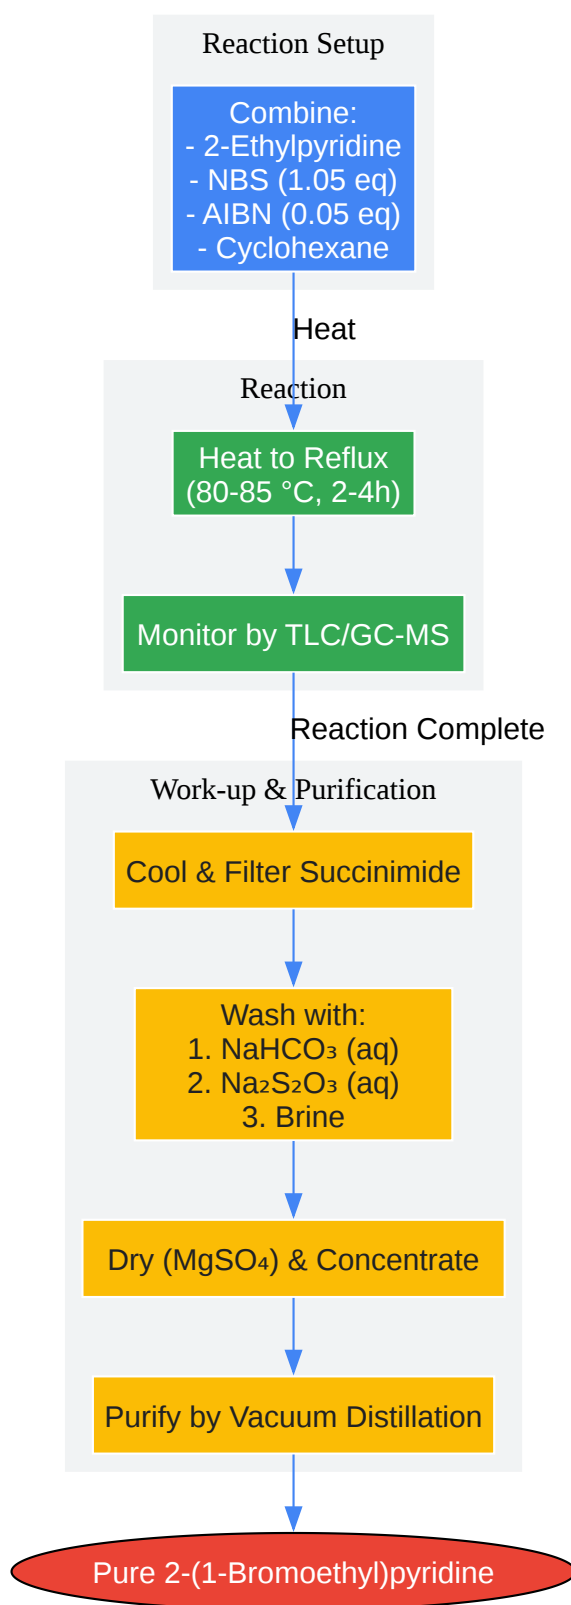 Reaction Setup
Combine:
- 2-Ethylpyridine
- NBS (1.05 eq)
- AIBN (0.05 eq)
- Cyclohexane
Heat
Reaction
Heat to Reflux
(80-85 °C, 2-4h)
Monitor by TLC/GC-MS
Reaction Complete
Work-up & Purification
Cool & Filter Succinimide
Wash with:
1. NaHCO₃ (aq)
2. Na₂S₂O₃ (aq)
3. Brine
Dry (MgSO₄) & Concentrate
Purify by Vacuum Distillation
Pure 2-(1-Bromoethyl)pyridine